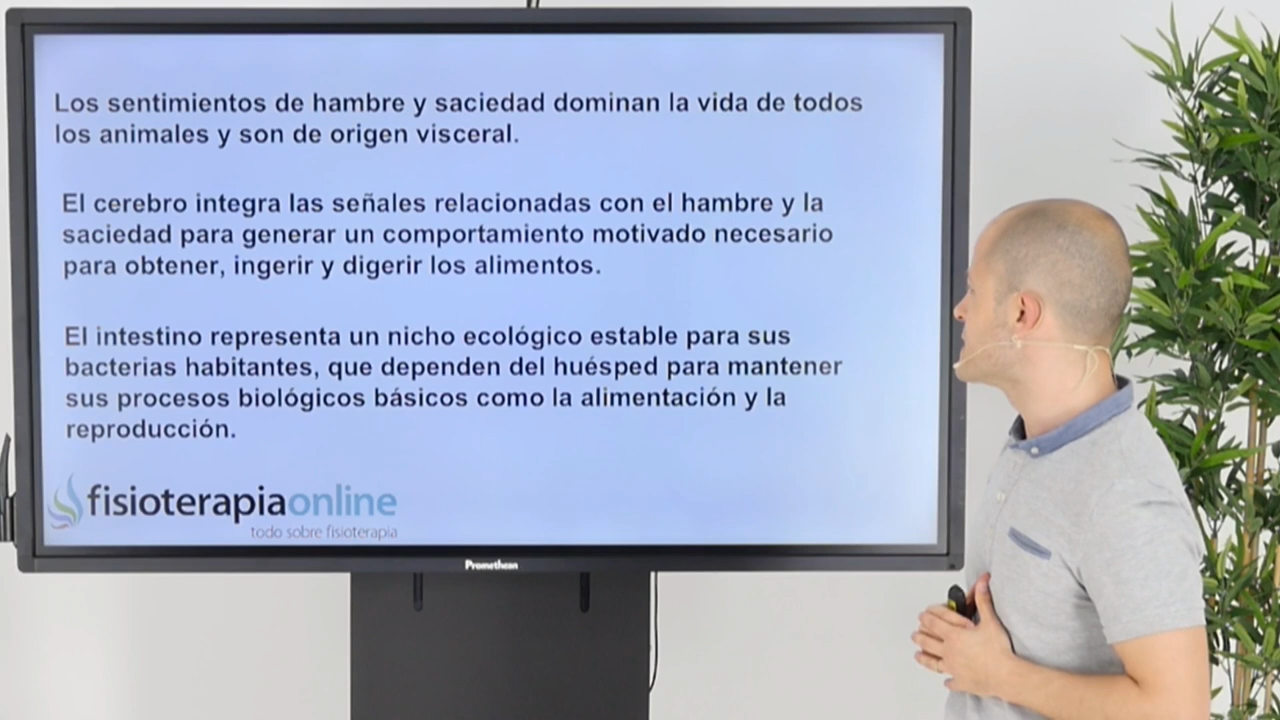 Los sentimientos de hambre y saciedad dominan la vida de todos
los animales y son de origen visceral.
El cerebro integra las señales relacionadas con el hambre y la
saciedad para generar un comportamiento motivado necesario
para obtener, ingerir y digerir los alimentos.
El intestino representa un nicho ecológico estable para sus
bacterias habitantes, que dependen del huésped para mantener
sus procesos biológicos básicos como la alimentación y la
reproducción.
fisioterapiaonline
todo sobre fisioterapia
Promethean